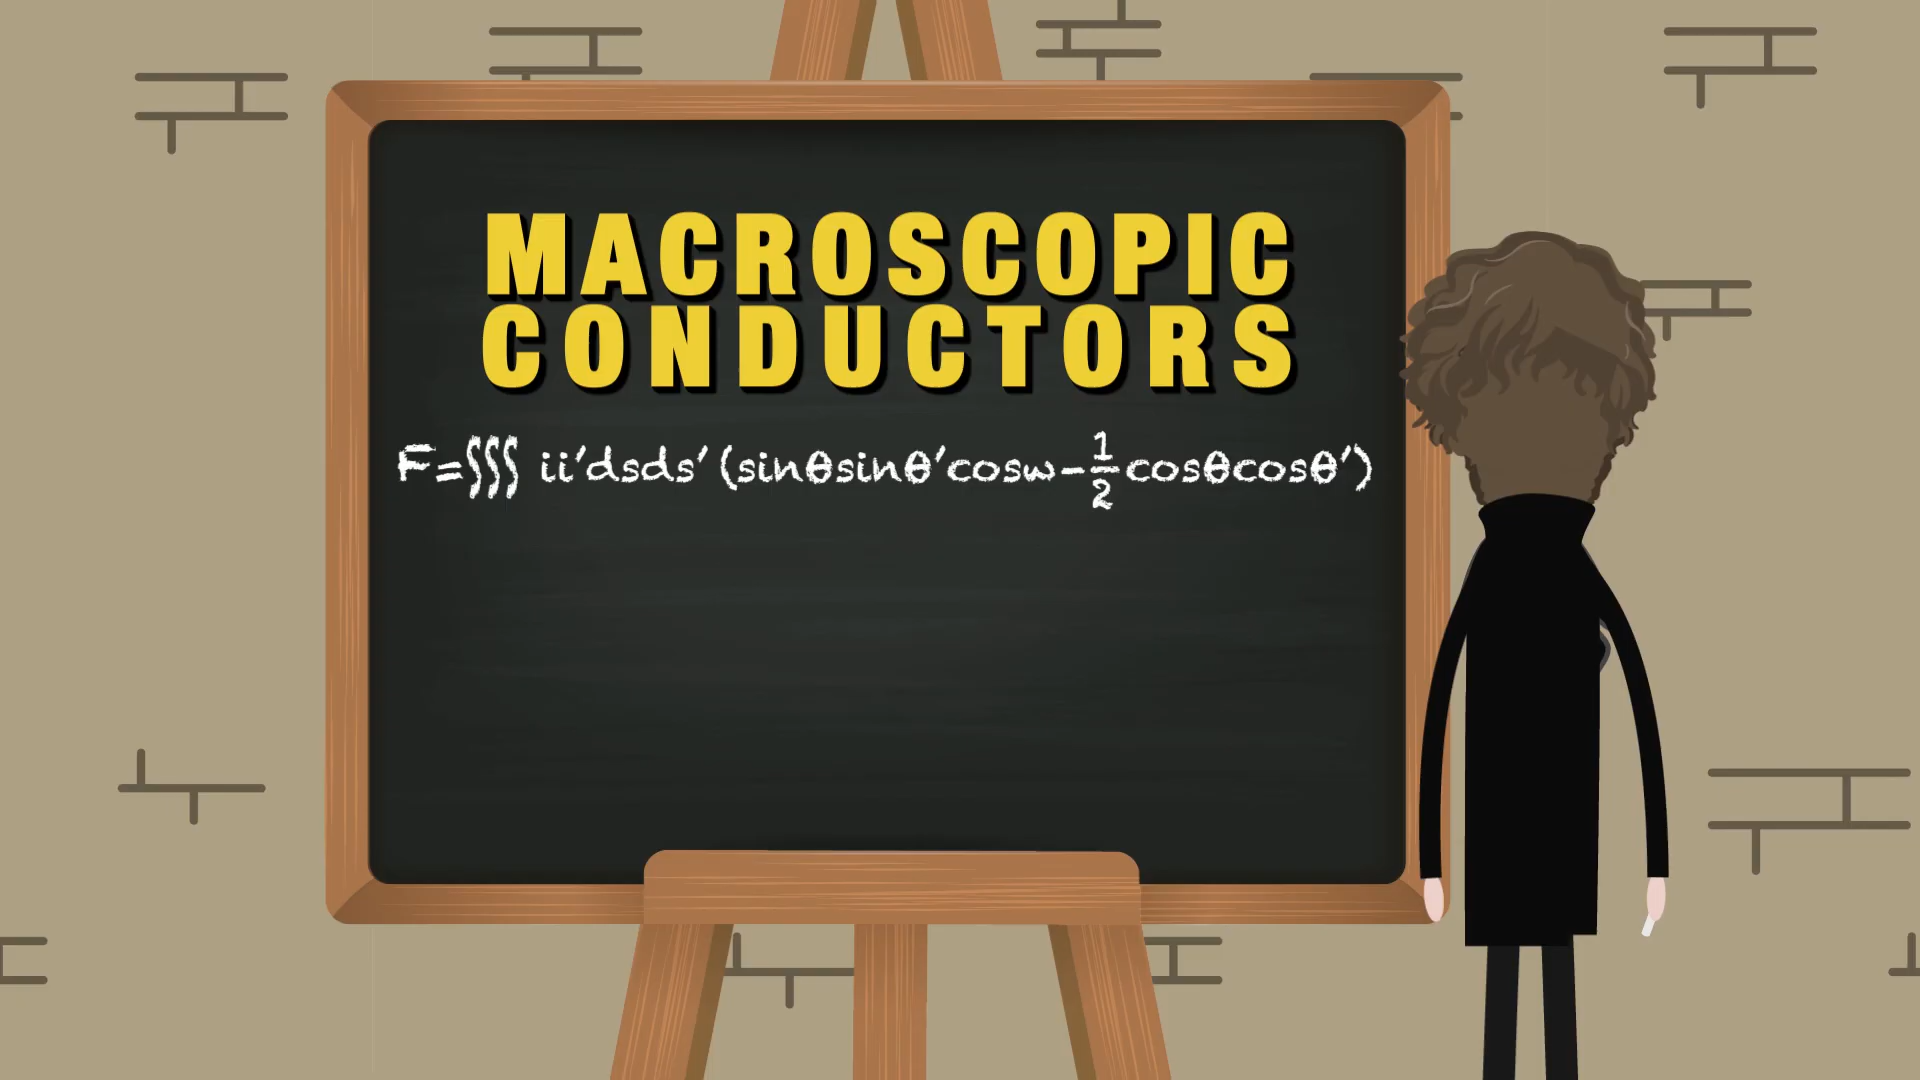 MACROSCOPIC
CONDUCTORS
F=∭ ii′dsds′(sinθsinθ′cosω−1/2cosθcosθ′)